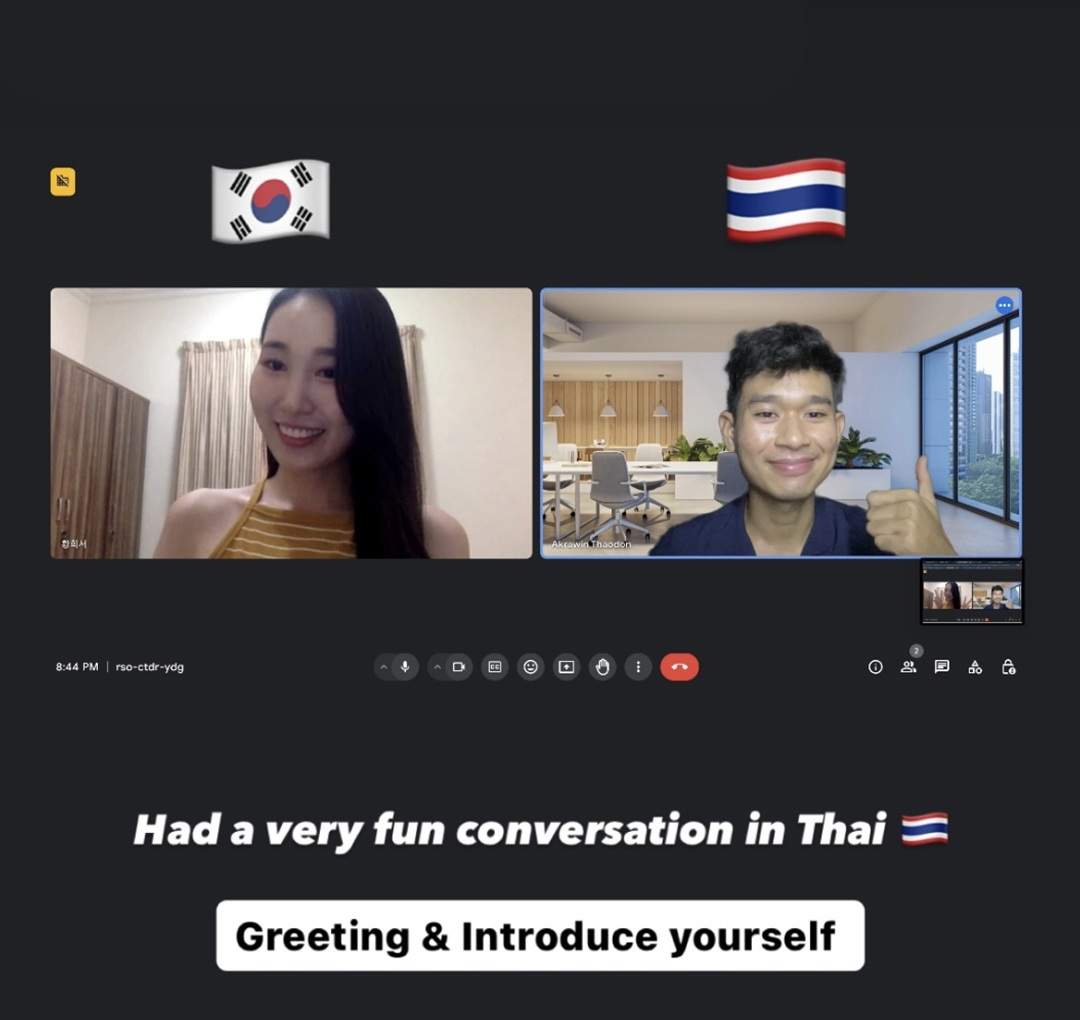 황희서
Akrawin Thaodon
8:44 PM | rso-ctdr-ydg
CC
2
Had a very fun conversation in Thai 🇹🇭
Greeting & Introduce yourself